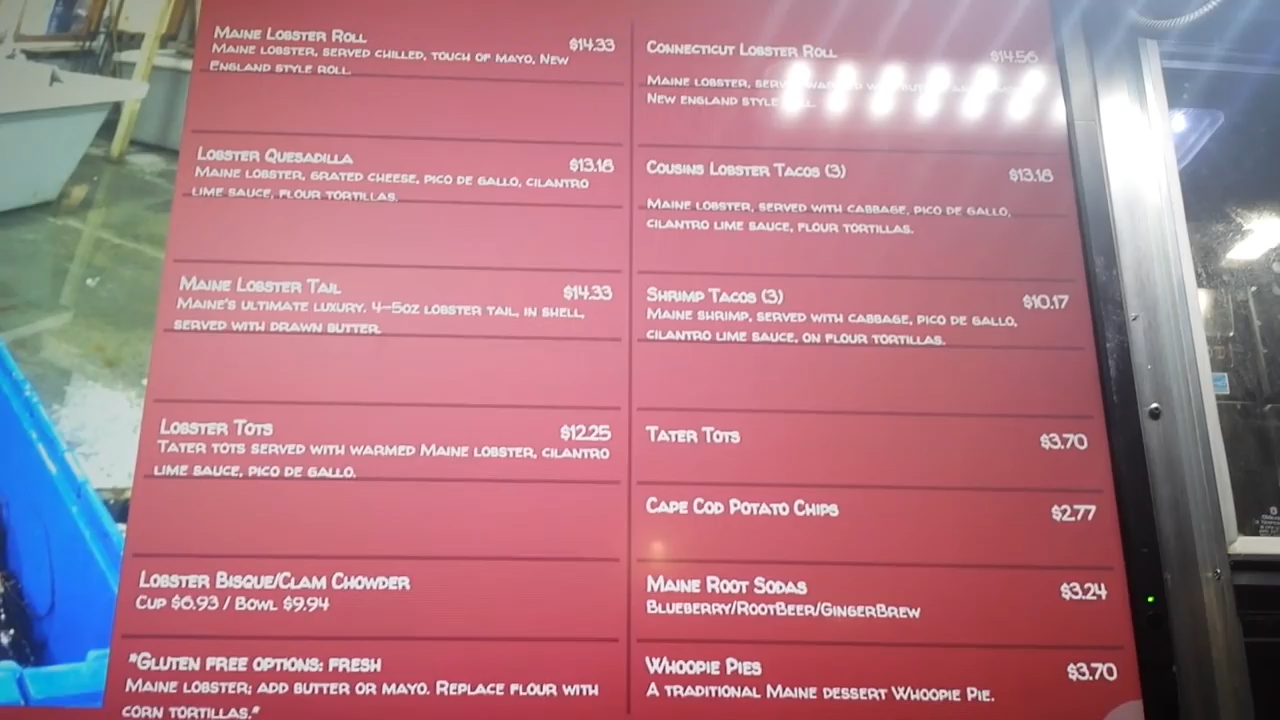 MAINE LOBSTER ROLL $14.33
MAINE LOBSTER, SERVED CHILLED, TOUCH OF MAYO, NEW
ENGLAND STYLE ROLL.
LOBSTER QUESADILLA $13.18
MAINE LOBSTER, GRATED CHEESE, PICO DE GALLO, CILANTRO
LIME SAUCE, FLOUR TORTILLAS.
MAINE LOBSTER TAIL $14.33
MAINE'S ULTIMATE LUXURY. 4-5OZ LOBSTER TAIL, IN SHELL,
SERVED WITH DRAWN BUTTER.
LOBSTER TOTS $12.25
TATER TOTS SERVED WITH WARMED MAINE LOBSTER, CILANTRO
LIME SAUCE, PICO DE GALLO.
LOBSTER BISQUE/CLAM CHOWDER
CUP $6.93 / BOWL $9.94
*GLUTEN FREE OPTIONS: FRESH
MAINE LOBSTER; ADD BUTTER OR MAYO. REPLACE FLOUR WITH
CORN TORTILLAS.*
CONNECTICUT LOBSTER ROLL $14.56
MAINE LOBSTER,
NEW ENGLAND STYLE
COUSINS LOBSTER TACOS (3) $13.18
MAINE LOBSTER, SERVED WITH CABBAGE, PICO DE GALLO,
CILANTRO LIME SAUCE, FLOUR TORTILLAS.
SHRIMP TACOS (3) $10.17
MAINE SHRIMP, SERVED WITH CABBAGE, PICO DE GALLO,
CILANTRO LIME SAUCE, ON FLOUR TORTILLAS.
TATER TOTS $3.70
CAPE COD POTATO CHIPS $2.77
MAINE ROOT SODAS $3.24
BLUEBERRY/ROOTBEER/GINGERBREW
WHOOPIE PIES $3.70
A TRADITIONAL MAINE DESSERT WHOOPIE PIE.